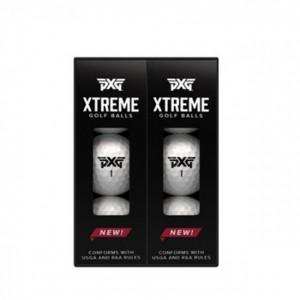 PXG
XTREME
GOLF BALLS
PXG
1
NEW!
CONFORMS WITH
USGA AND R&A RULES
PXG
XTREME
GOLF BALLS
PXG
1
NEW!
CONFORMS WITH
USGA AND R&A RULES